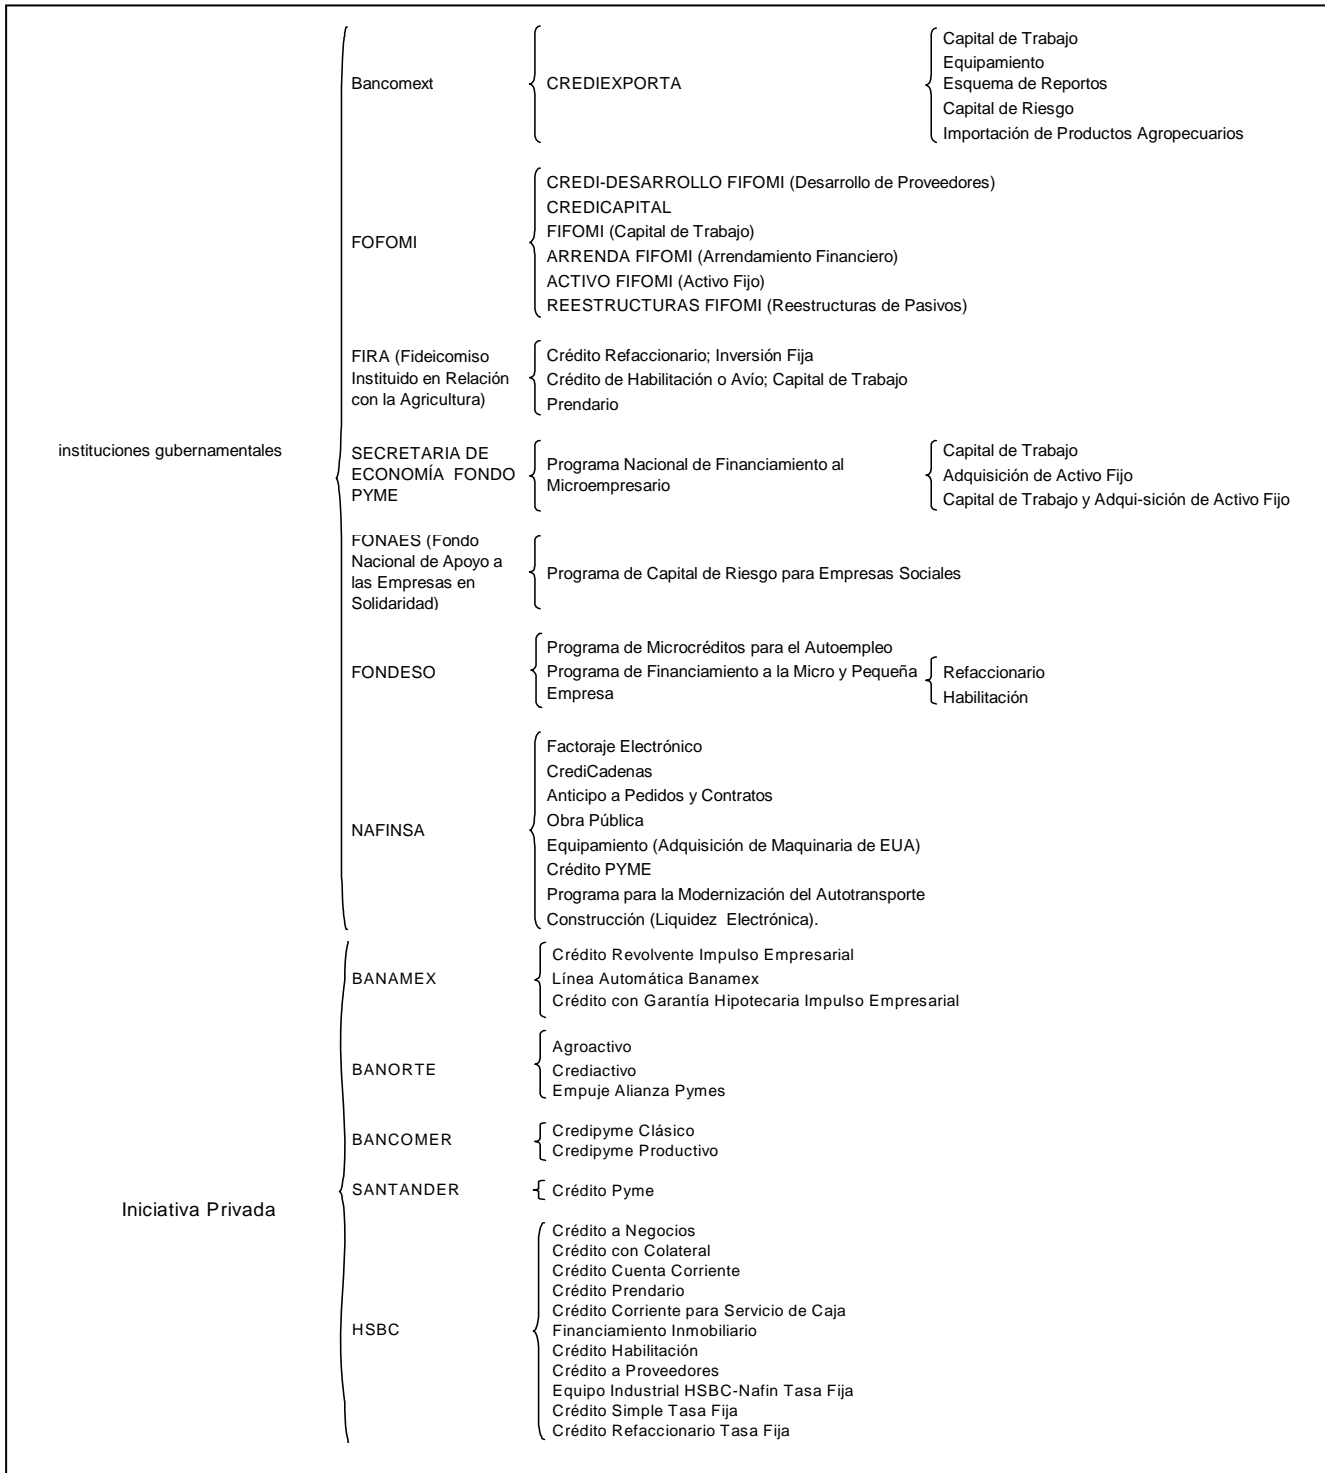 Capital de Trabajo
Equipamiento
Bancomext
CREDIEXPORTA
Esquema de Reportos
Capital de Riesgo
Importación de Productos Agropecuarios
CREDI-DESARROLLO FIFOMI (Desarrollo de Proveedores)
CREDICAPITAL
FIFOMI (Capital de Trabajo)
FOFOMI
ARRENDA FIFOMI (Arrendamiento Financiero)
ACTIVO FIFOMI (Activo Fijo)
REESTRUCTURAS FIFOMI (Reestructuras de Pasivos)
FIRA (Fideicomiso
Instituido en Relación
con la Agricultura)
Crédito Refaccionario; Inversión Fija
Crédito de Habilitación o Avío; Capital de Trabajo
Prendario
instituciones gubernamentales
SECRETARIA DE
ECONOMÍA  FONDO
PYME
Programa Nacional de Financiamiento al
Microempresario
Capital de Trabajo
Adquisición de Activo Fijo
Capital de Trabajo y Adqui-sición de Activo Fijo
FONAES (Fondo
Nacional de Apoyo a
las Empresas en
Solidaridad)
Programa de Capital de Riesgo para Empresas Sociales
FONDESO
Programa de Microcréditos para el Autoempleo
Programa de Financiamiento a la Micro y Pequeña
Empresa
Refaccionario
Habilitación
NAFINSA
Factoraje Electrónico
CrediCadenas
Anticipo a Pedidos y Contratos
Obra Pública
Equipamiento (Adquisición de Maquinaria de EUA)
Crédito PYME
Programa para la Modernización del Autotransporte
Construcción (Liquidez  Electrónica).
BANAMEX
Crédito Revolvente Impulso Empresarial
Línea Automática Banamex
Crédito con Garantía Hipotecaria Impulso Empresarial
BANORTE
Agroactivo
Crediactivo
Empuje Alianza Pymes
BANCOMER
Credipyme Clásico
Credipyme Productivo
SANTANDER
Crédito Pyme
Iniciativa Privada
HSBC
Crédito a Negocios
Crédito con Colateral
Crédito Cuenta Corriente
Crédito Prendario
Crédito Corriente para Servicio de Caja
Financiamiento Inmobiliario
Crédito Habilitación
Crédito a Proveedores
Equipo Industrial HSBC-Nafin Tasa Fija
Crédito Simple Tasa Fija
Crédito Refaccionario Tasa Fija